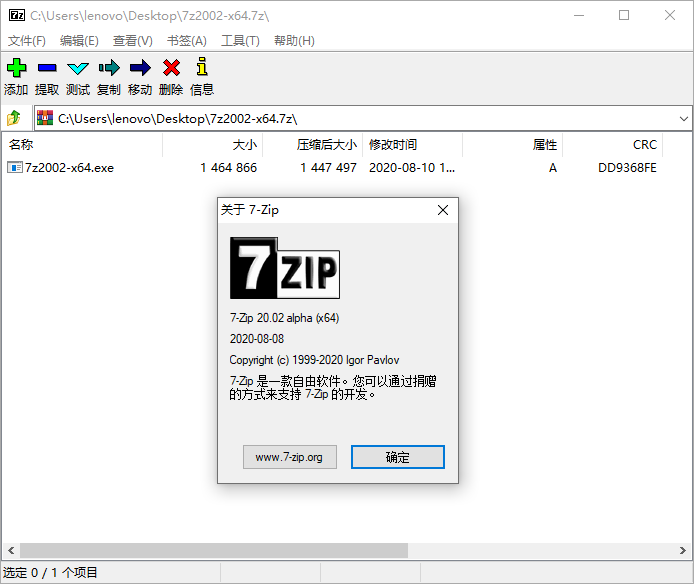 C:\Users\lenovo\Desktop\7z2002-x64.7z\
文件(F) 编辑(E) 查看(V) 书签(A) 工具(T) 帮助(H)
添加 提取 测试 复制 移动 删除 信息
C:\Users\lenovo\Desktop\7z2002-x64.7z\
名称 大小 压缩后大小 修改时间 属性 CRC
7z2002-x64.exe 1 464 866 1 447 497 2020-08-10 1... A DD9368FE
关于 7-Zip
7ZIP
7-Zip 20.02 alpha (x64)
2020-08-08
Copyright (c) 1999-2020 Igor Pavlov
7-Zip 是一款自由软件。您可以通过捐赠
的方式来支持 7-Zip 的开发。
www.7-zip.org 确定
选定 0 / 1 个项目